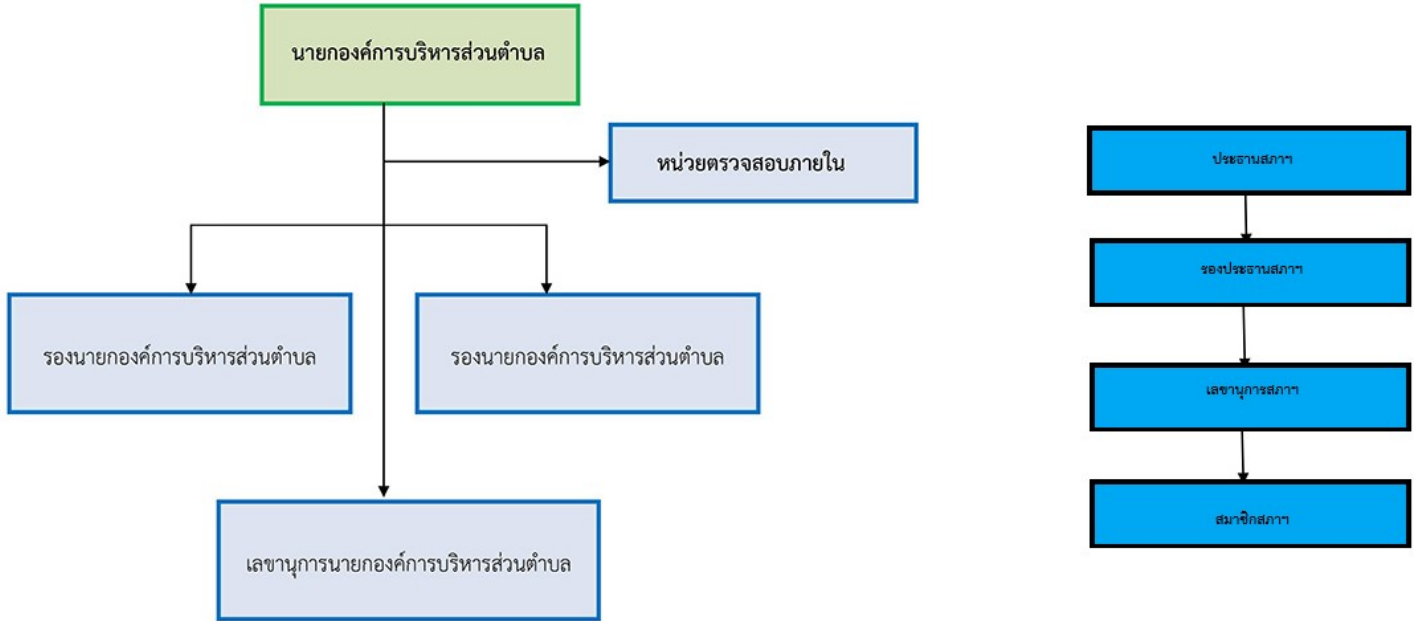 นายกองค์การบริหารส่วนตำบล
หน่วยตรวจสอบภายใน
รองนายกองค์การบริหารส่วนตำบล
รองนายกองค์การบริหารส่วนตำบล
เลขานุการนายกองค์การบริหารส่วนตำบล
ประธานสภาฯ
รองประธานสภาฯ
เลขานุการสภาฯ
สมาชิกสภาฯ